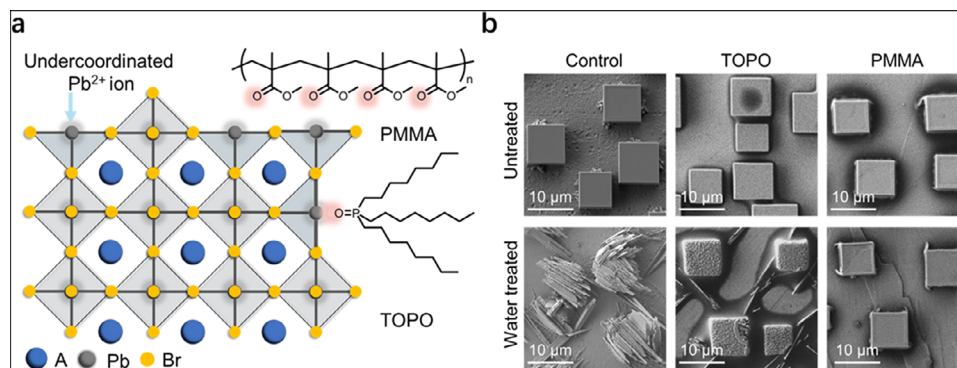 a
Undercoordinated
Pb²⁺ ion
n
O
O
O
O
O
O
O
O
PMMA
O=P
TOPO
A
Pb
Br
b
Control
TOPO
PMMA
Untreated
10 μm
10 μm
10 μm
Water treated
10 μm
10 μm
10 μm